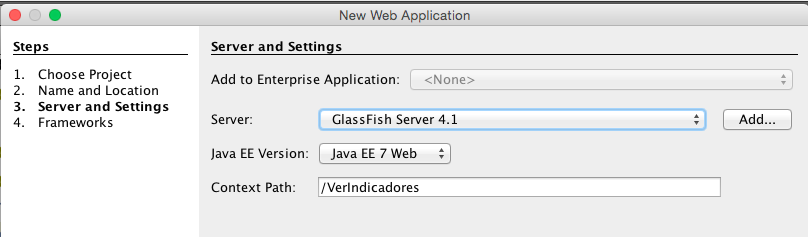 New Web Application
Steps
1. Choose Project
2. Name and Location
3. Server and Settings
4. Frameworks
Server and Settings
Add to Enterprise Application: <None>
Server: GlassFish Server 4.1 Add...
Java EE Version: Java EE 7 Web
Context Path: /VerIndicadores